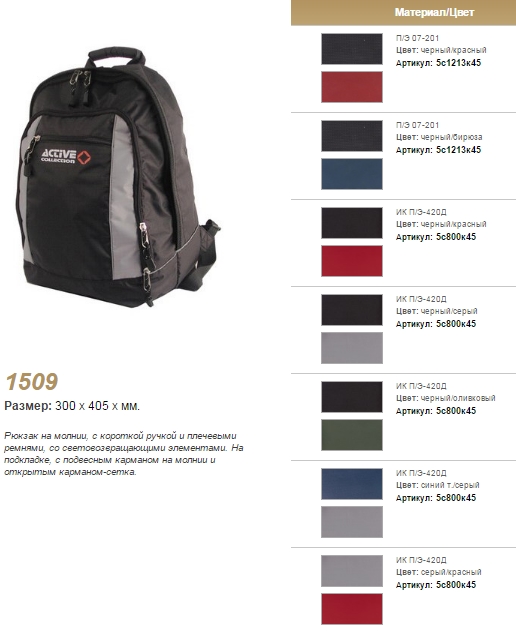 ACTIVE
COLLECTION
1509
Размер: 300 x 405 x мм.
Рюкзак на молнии, с короткой ручкой и плечевыми
ремнями, со световозвращающими элементами. На
подкладке, с подвесным карманом на молнии и
открытым карманом-сетка.
Материал/Цвет
П/Э 07-201
Цвет: черный/красный
Артикул: 5с1213к45
П/Э 07-201
Цвет: черный/бирюза
Артикул: 5с1213к45
ИК П/Э-420Д
Цвет: черный/красный
Артикул: 5с800к45
ИК П/Э-420Д
Цвет: черный/серый
Артикул: 5с800к45
ИК П/Э-420Д
Цвет: черный/оливковый
Артикул: 5с800к45
ИК П/Э-420Д
Цвет: синий т./серый
Артикул: 5с800к45
ИК П/Э-420Д
Цвет: серый/красный
Артикул: 5с800к45